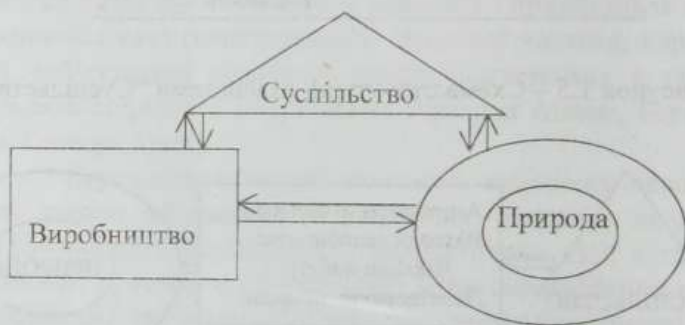 Суспільство
Виробництво
Природа